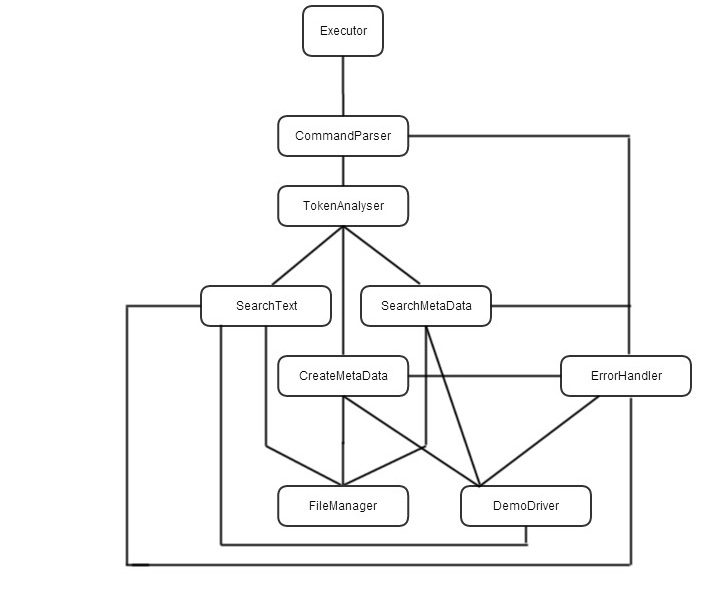 Executor
CommandParser
TokenAnalyser
SearchText
SearchMetaData
CreateMetaData
ErrorHandler
FileManager
DemoDriver